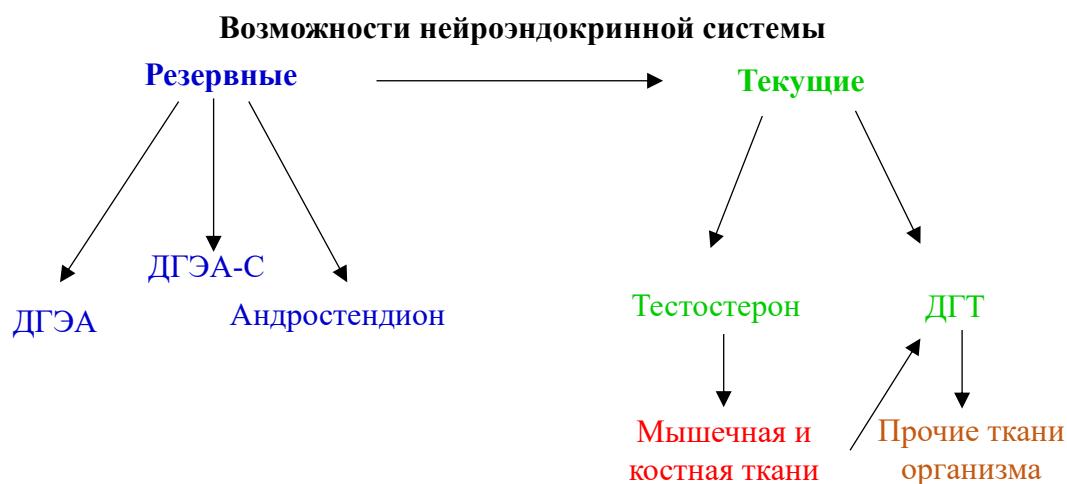 Возможности нейроэндокринной системы
Резервные
Текущие
ДГЭА
ДГЭА-С
Андростендион
Тестостерон
ДГТ
Мышечная и
костная ткани
Прочие ткани
организма